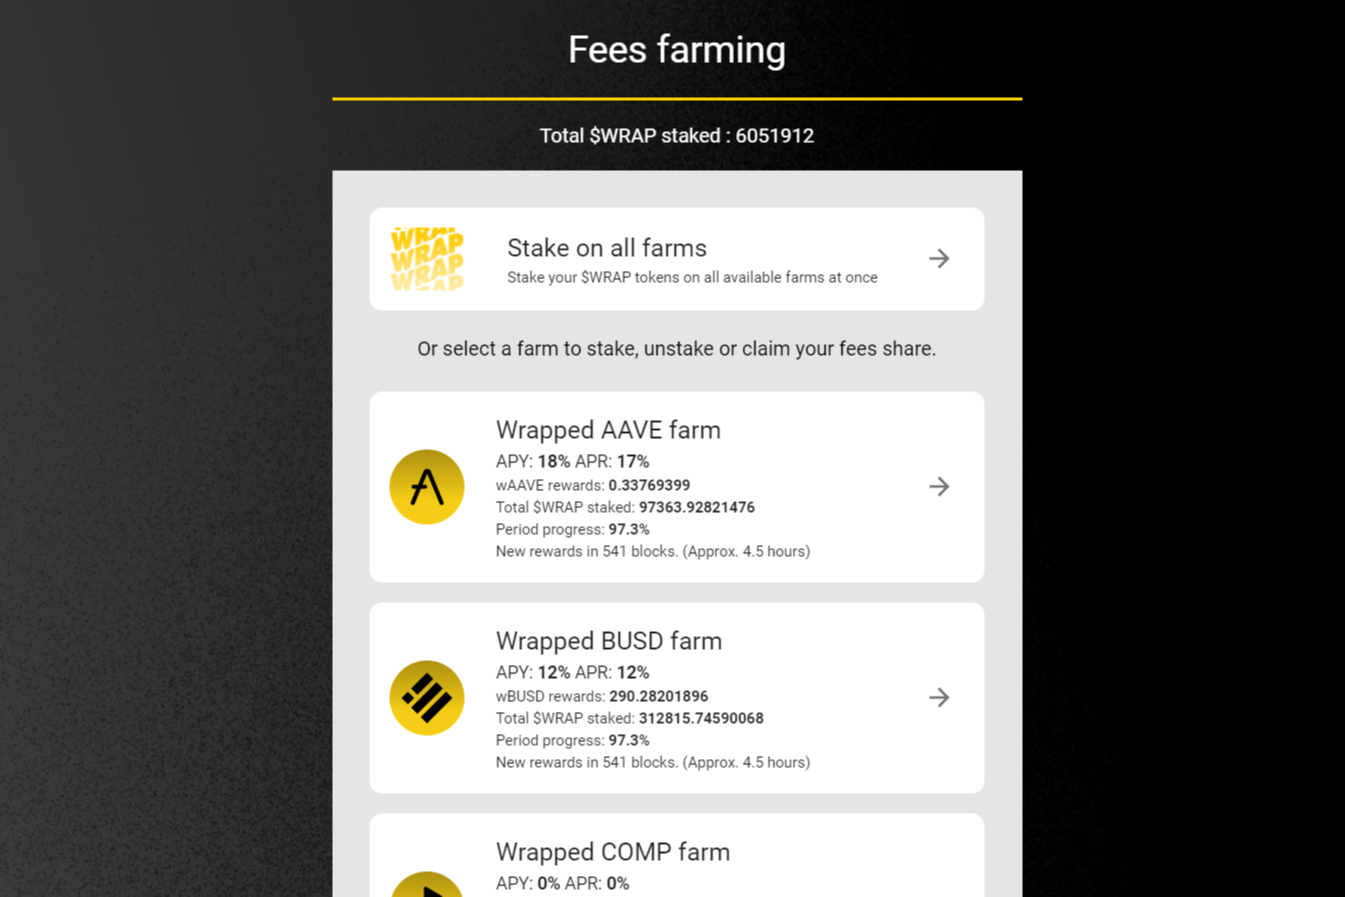 Fees farming
Total $WRAP staked : 6051912
WRAP
WRAP
WRAP
WRAP
Stake on all farms
Stake your $WRAP tokens on all available farms at once
Or select a farm to stake, unstake or claim your fees share.
Wrapped AAVE farm
APY: 18% APR: 17%
wAAVE rewards: 0.33769399
Total $WRAP staked: 97363.92821476
Period progress: 97.3%
New rewards in 541 blocks. (Approx. 4.5 hours)
Wrapped BUSD farm
APY: 12% APR: 12%
wBUSD rewards: 290.28201896
Total $WRAP staked: 312815.74590068
Period progress: 97.3%
New rewards in 541 blocks. (Approx. 4.5 hours)
Wrapped COMP farm
APY: 0% APR: 0%